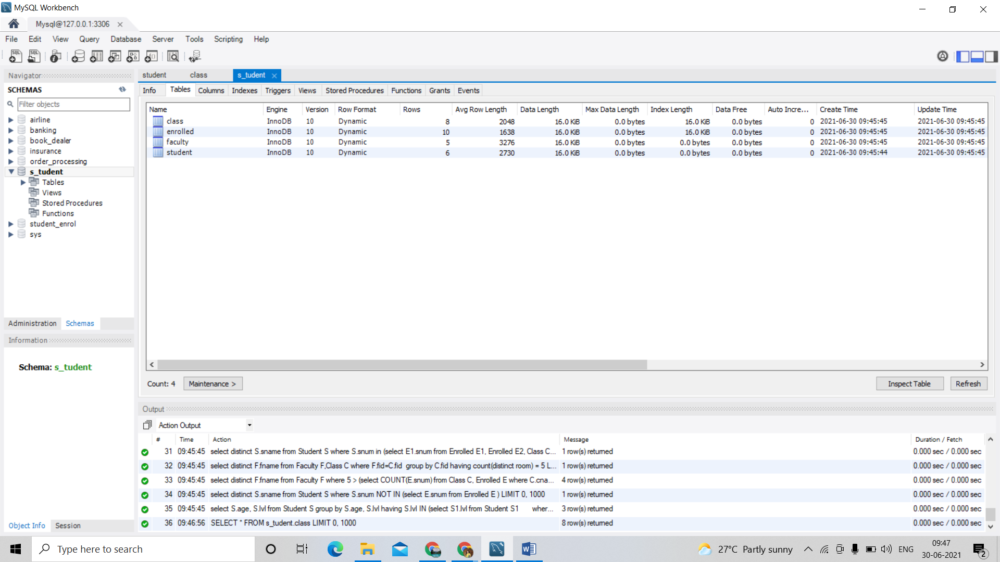 MySQL Workbench
Mysql@127.0.0.1:3306
File Edit View Query Database Server Tools Scripting Help
Navigator
SCHEMAS
Filter objects
airline
banking
book_dealer
insurance
order_processing
s_tudent
Tables
Views
Stored Procedures
Functions
student_enrol
sys
Administration Schemas
Information
Schema: s_tudent
Object Info Session
student class s_tudent
Info Tables Columns Indexes Triggers Views Stored Procedures Functions Grants Events
Name Engine Version Row Format Rows Avg Row Length Data Length Max Data Length Index Length Data Free Auto Incre... Create Time Update Time
class InnoDB 10 Dynamic 8 2048 16.0 KiB 0.0 bytes 16.0 KiB 0.0 bytes 0 2021-06-30 09:45:45 2021-06-30 09:45:45
enrolled InnoDB 10 Dynamic 10 1638 16.0 KiB 0.0 bytes 16.0 KiB 0.0 bytes 0 2021-06-30 09:45:45 2021-06-30 09:45:45
faculty InnoDB 10 Dynamic 5 3276 16.0 KiB 0.0 bytes 0.0 bytes 0.0 bytes 0 2021-06-30 09:45:45 2021-06-30 09:45:45
student InnoDB 10 Dynamic 6 2730 16.0 KiB 0.0 bytes 0.0 bytes 0.0 bytes 0 2021-06-30 09:45:44 2021-06-30 09:45:45
Count: 4 Maintenance > Inspect Table Refresh
Output
Action Output
# Time Action Message Duration / Fetch
31 09:45:45 select distinct S.sname from Student S where S.snum in (select E1.snum from Enrolled E1, Enrolled E2, Class C... 1 row(s) returned 0.000 sec / 0.000 sec
32 09:45:45 select distinct F.fname from Faculty F,Class C where F.fid=C.fid group by C.fid having count(distinct room) = 5 L... 1 row(s) returned 0.000 sec / 0.000 sec
33 09:45:45 select distinct F.fname from Faculty F where 5 > (select COUNT(E.snum) from Class C, Enrolled E where C.cna... 4 row(s) returned 0.000 sec / 0.000 sec
34 09:45:45 select distinct S.sname from Student S where S.snum NOT IN (select E.snum from Enrolled E ) LIMIT 0, 1000 1 row(s) returned 0.000 sec / 0.000 sec
35 09:45:45 select S.age, S.lvl from Student S group by S.age, S.lvl having S.lvl IN (select S1.lvl from Student S1 wher... 3 row(s) returned 0.000 sec / 0.000 sec
36 09:46:56 SELECT * FROM s_tudent.class LIMIT 0, 1000 8 row(s) returned 0.000 sec / 0.000 sec
Type here to search
27°C Partly sunny
ENG
09:47
30-06-2021
2